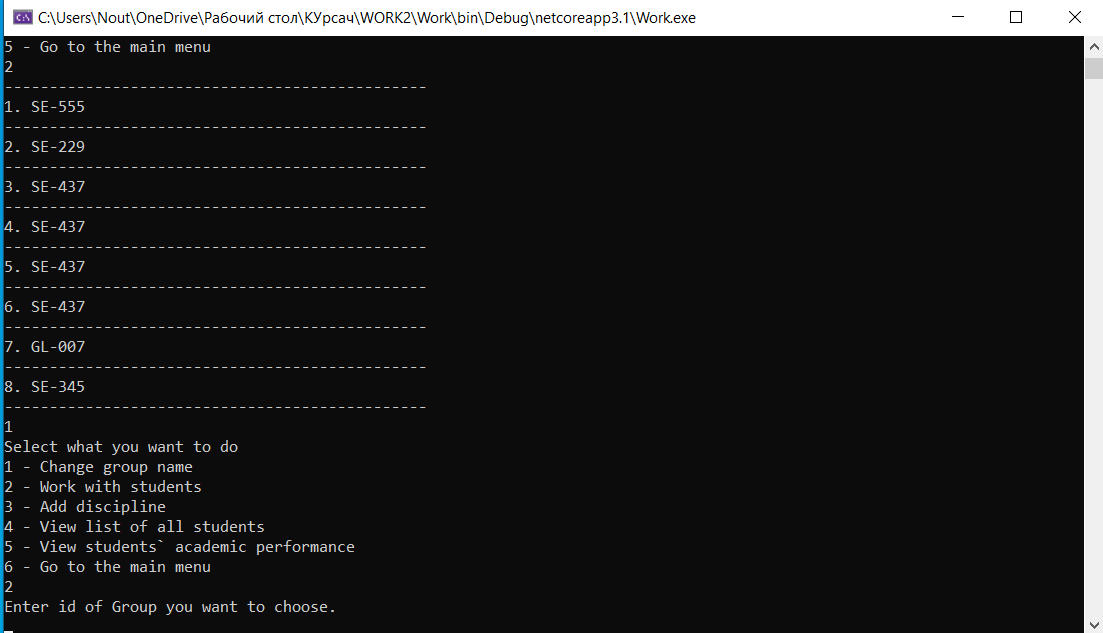 C:\Users\Nout\OneDrive\Рабочий стол\КУрсач\WORK2\Work\bin\Debug\netcoreapp3.1\Work.exe
5 - Go to the main menu
2
-----------------------------------------------
1. SE-555
-----------------------------------------------
2. SE-229
-----------------------------------------------
3. SE-437
-----------------------------------------------
4. SE-437
-----------------------------------------------
5. SE-437
-----------------------------------------------
6. SE-437
-----------------------------------------------
7. GL-007
-----------------------------------------------
8. SE-345
-----------------------------------------------
1
Select what you want to do
1 - Change group name
2 - Work with students
3 - Add discipline
4 - View list of all students
5 - View students` academic performance
6 - Go to the main menu
2
Enter id of Group you want to choose.